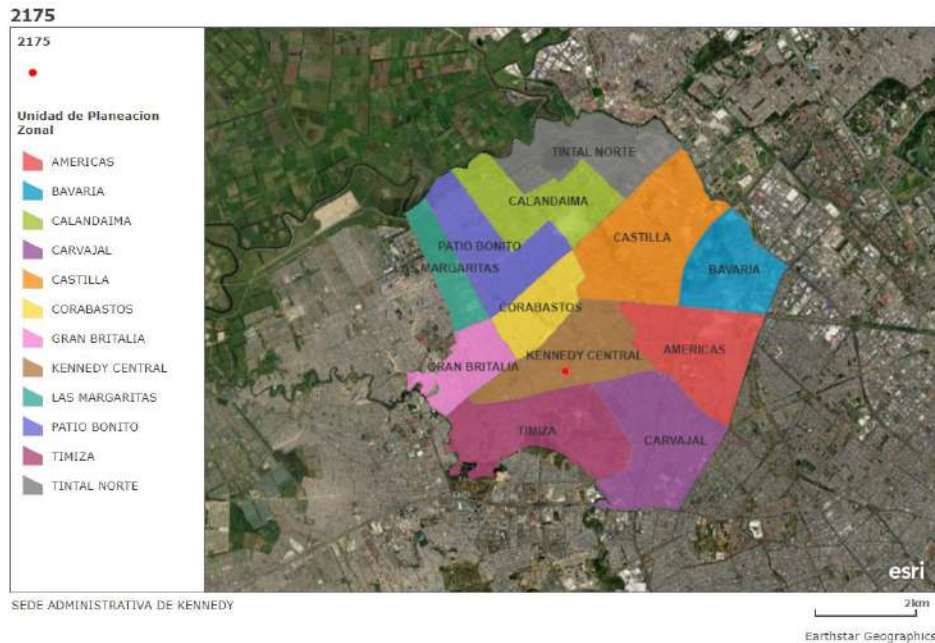 2175
2175
Unidad de Planeacion
Zonal
AMERICAS
BAVARIA
CALANDAIMA
CARVAJAL
CASTILLA
CORABASTOS
GRAN BRITALIA
KENNEDY CENTRAL
LAS MARGARITAS
PATIO BONITO
TIMIZA
TINTAL NORTE
TINTAL NORTE
CALANDAIMA
CASTILLA
PATIO BONITO
LAS MARGARITAS
BAVARIA
CORABASTOS
KENNEDY CENTRAL
AMERICAS
GRAN BRITALIA
TIMIZA
CARVAJAL
esri
SEDE ADMINISTRATIVA DE KENNEDY
2km
Earthstar Geographics